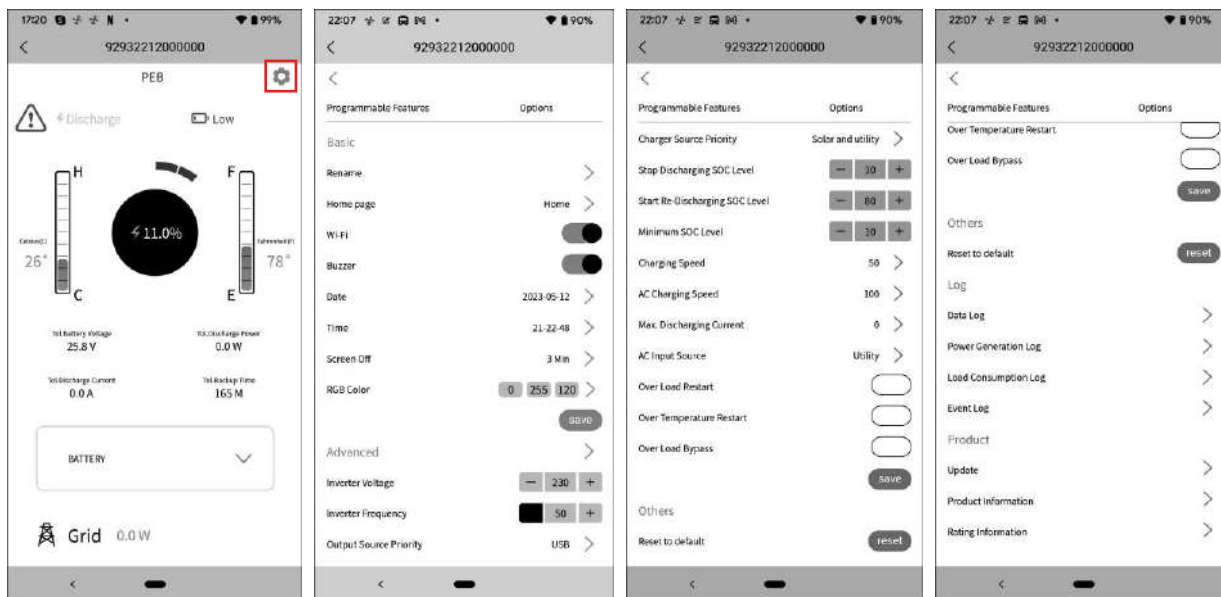 17:20 99%
92932212000000
PEB
Discharge Low
H F
11.0%
26° 78°
C E
Tol.Battery Voltage Tol.Discharge Power
25.8 V 0.0 W
Tol.Discharge Current Tol.Backup Time
0.0 A 165 M
BATTERY
Grid 0.0 W
22:07 90%
92932212000000
Programmable Features Options
Basic
Rename
Home page Home
Wi-Fi
Buzzer
Date 2023-05-12
Time 21-22-48
Screen Off 3 Min
RGB Color 0 255 120
save
Advanced
Inverter Voltage − 230 +
Inverter Frequency 50 +
Output Source Priority USB
22:07 90%
92932212000000
Programmable Features Options
Charger Source Priority Solar and utility
Stop Discharging SOC Level − 10 +
Start Re-Discharging SOC Level − 80 +
Minimum SOC Level − 10 +
Charging Speed 50
AC Charging Speed 100
Max. Discharging Current 0
AC Input Source Utility
Over Load Restart
Over Temperature Restart
Over Load Bypass
save
Others
Reset to default reset
22:07 90%
92932212000000
Programmable Features Options
Over Temperature Restart
Over Load Bypass
save
Others
Reset to default reset
Log
Data Log
Power Generation Log
Load Consumption Log
Event Log
Product
Update
Product Information
Rating Information